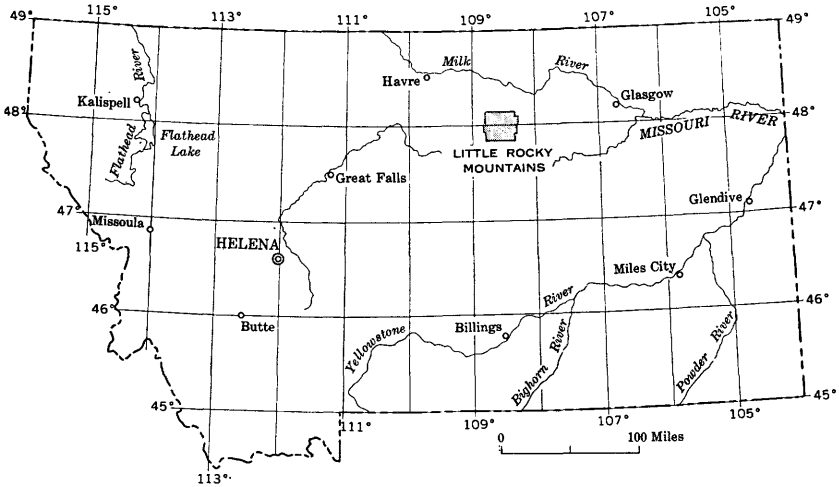 115°
113°
111°
109°
107°
105°
49°
49°
River
Milk
River
Havre
Kalispell
Glasgow
48°
48°
MISSOURI
RIVER
Flathead
Flathead
Lake
LITTLE ROCKY
MOUNTAINS
Great Falls
Glendive
47°
47°
Missoula
115°
HELENA
Miles City
46°
46°
River
Butte
Billings
Yellowstone
River
Bighorn
River
Powder
45°
45°
111°
109°
107°
105°
0
100 Miles
113°